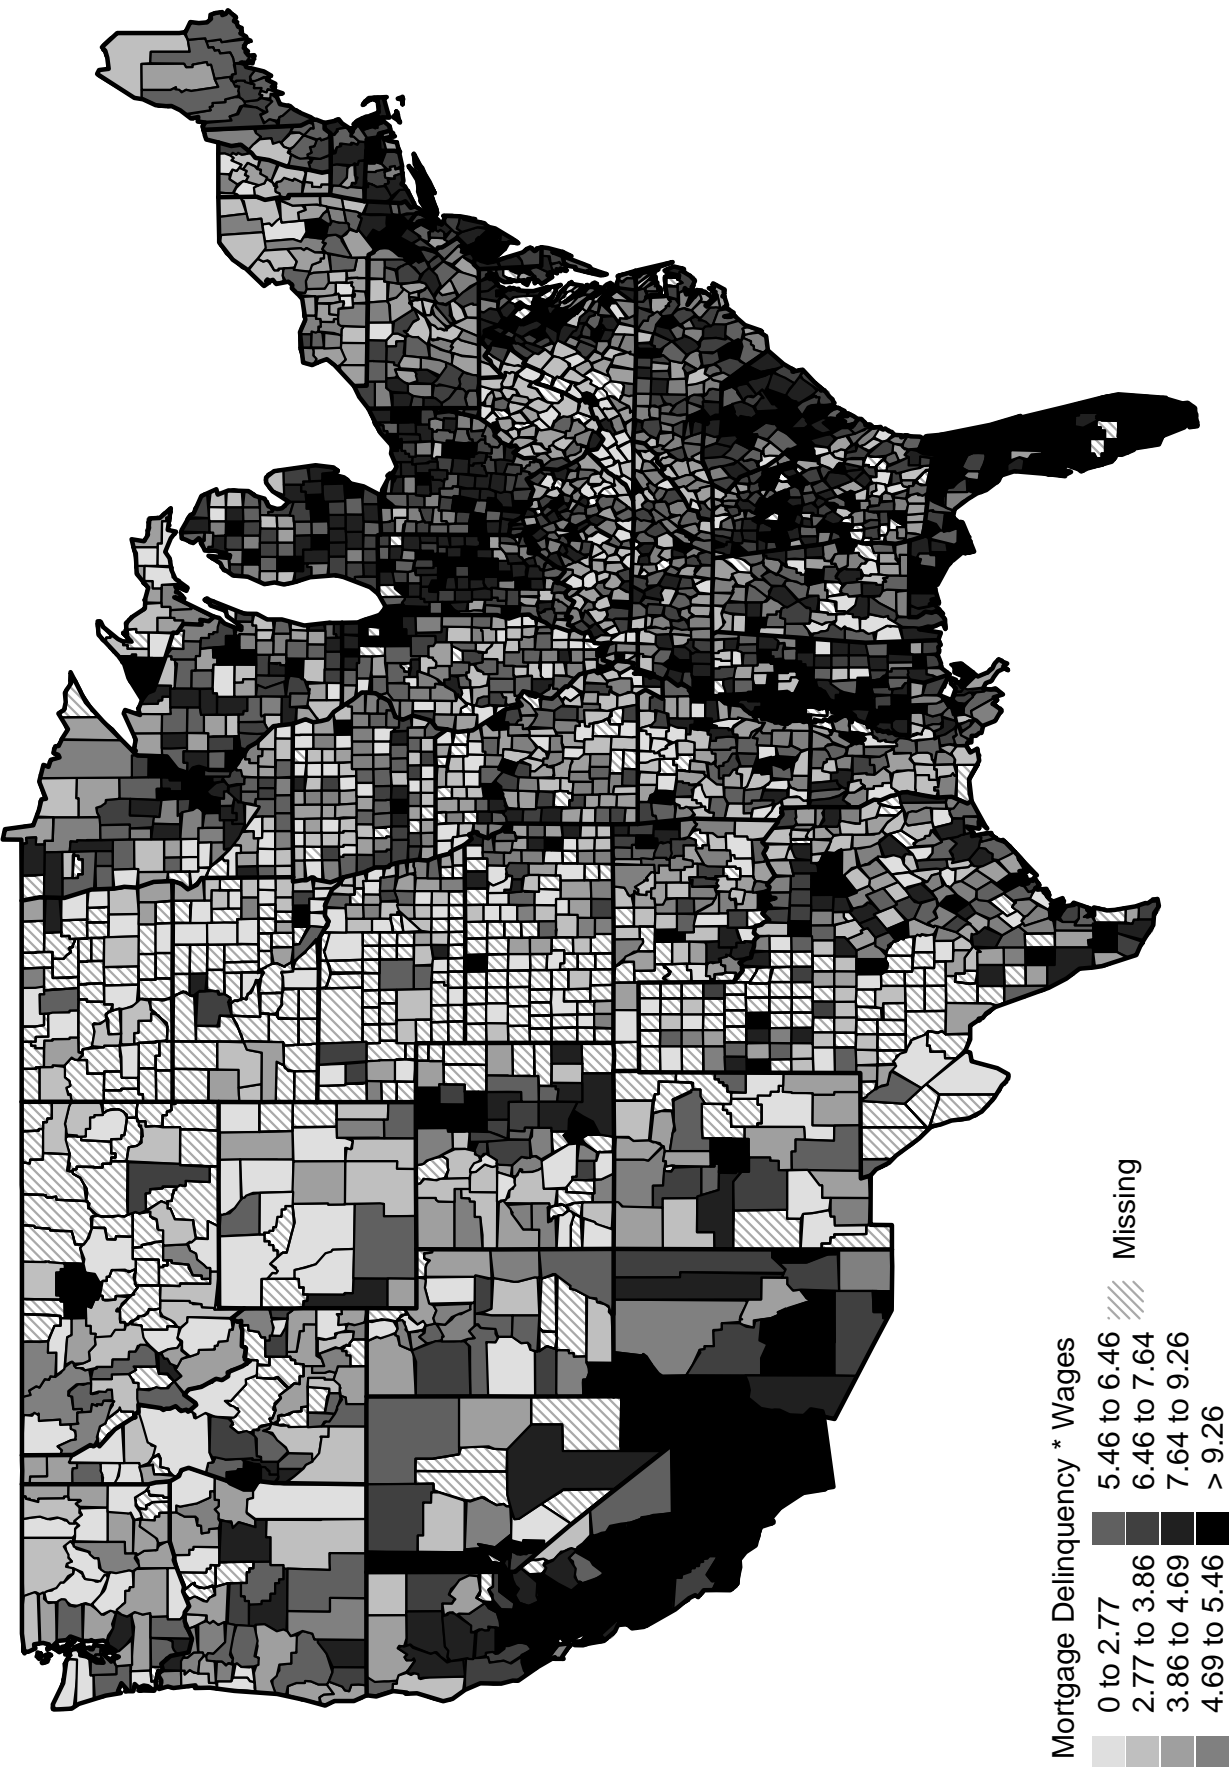 Mortgage Delinquency * Wages
0 to 2.77
2.77 to 3.86
3.86 to 4.69
4.69 to 5.46
5.46 to 6.46
6.46 to 7.64
7.64 to 9.26
> 9.26
Missing